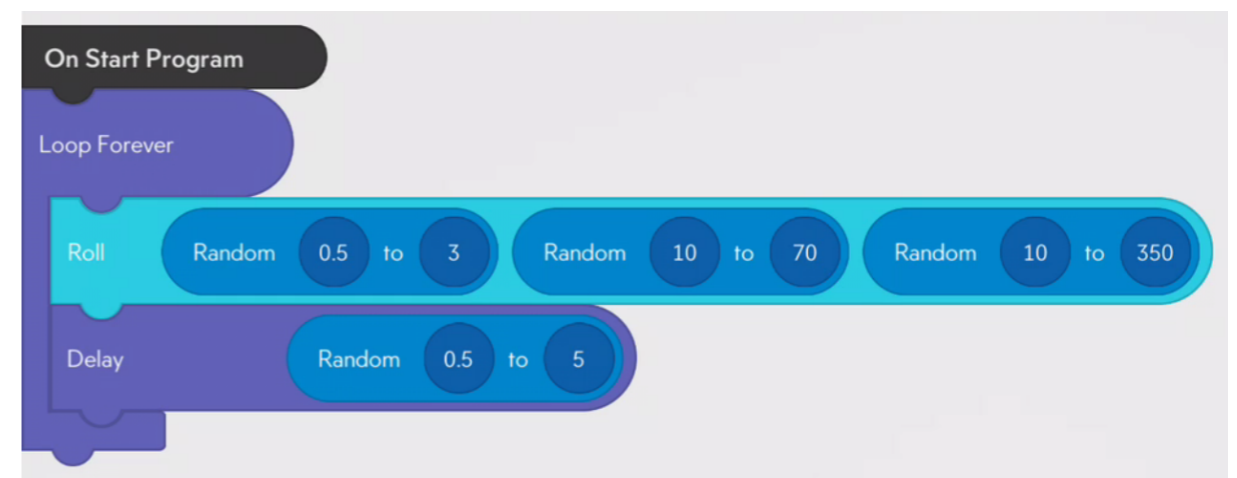 On Start Program
Loop Forever
Roll Random 0.5 to 3 Random 10 to 70 Random 10 to 350
Delay Random 0.5 to 5